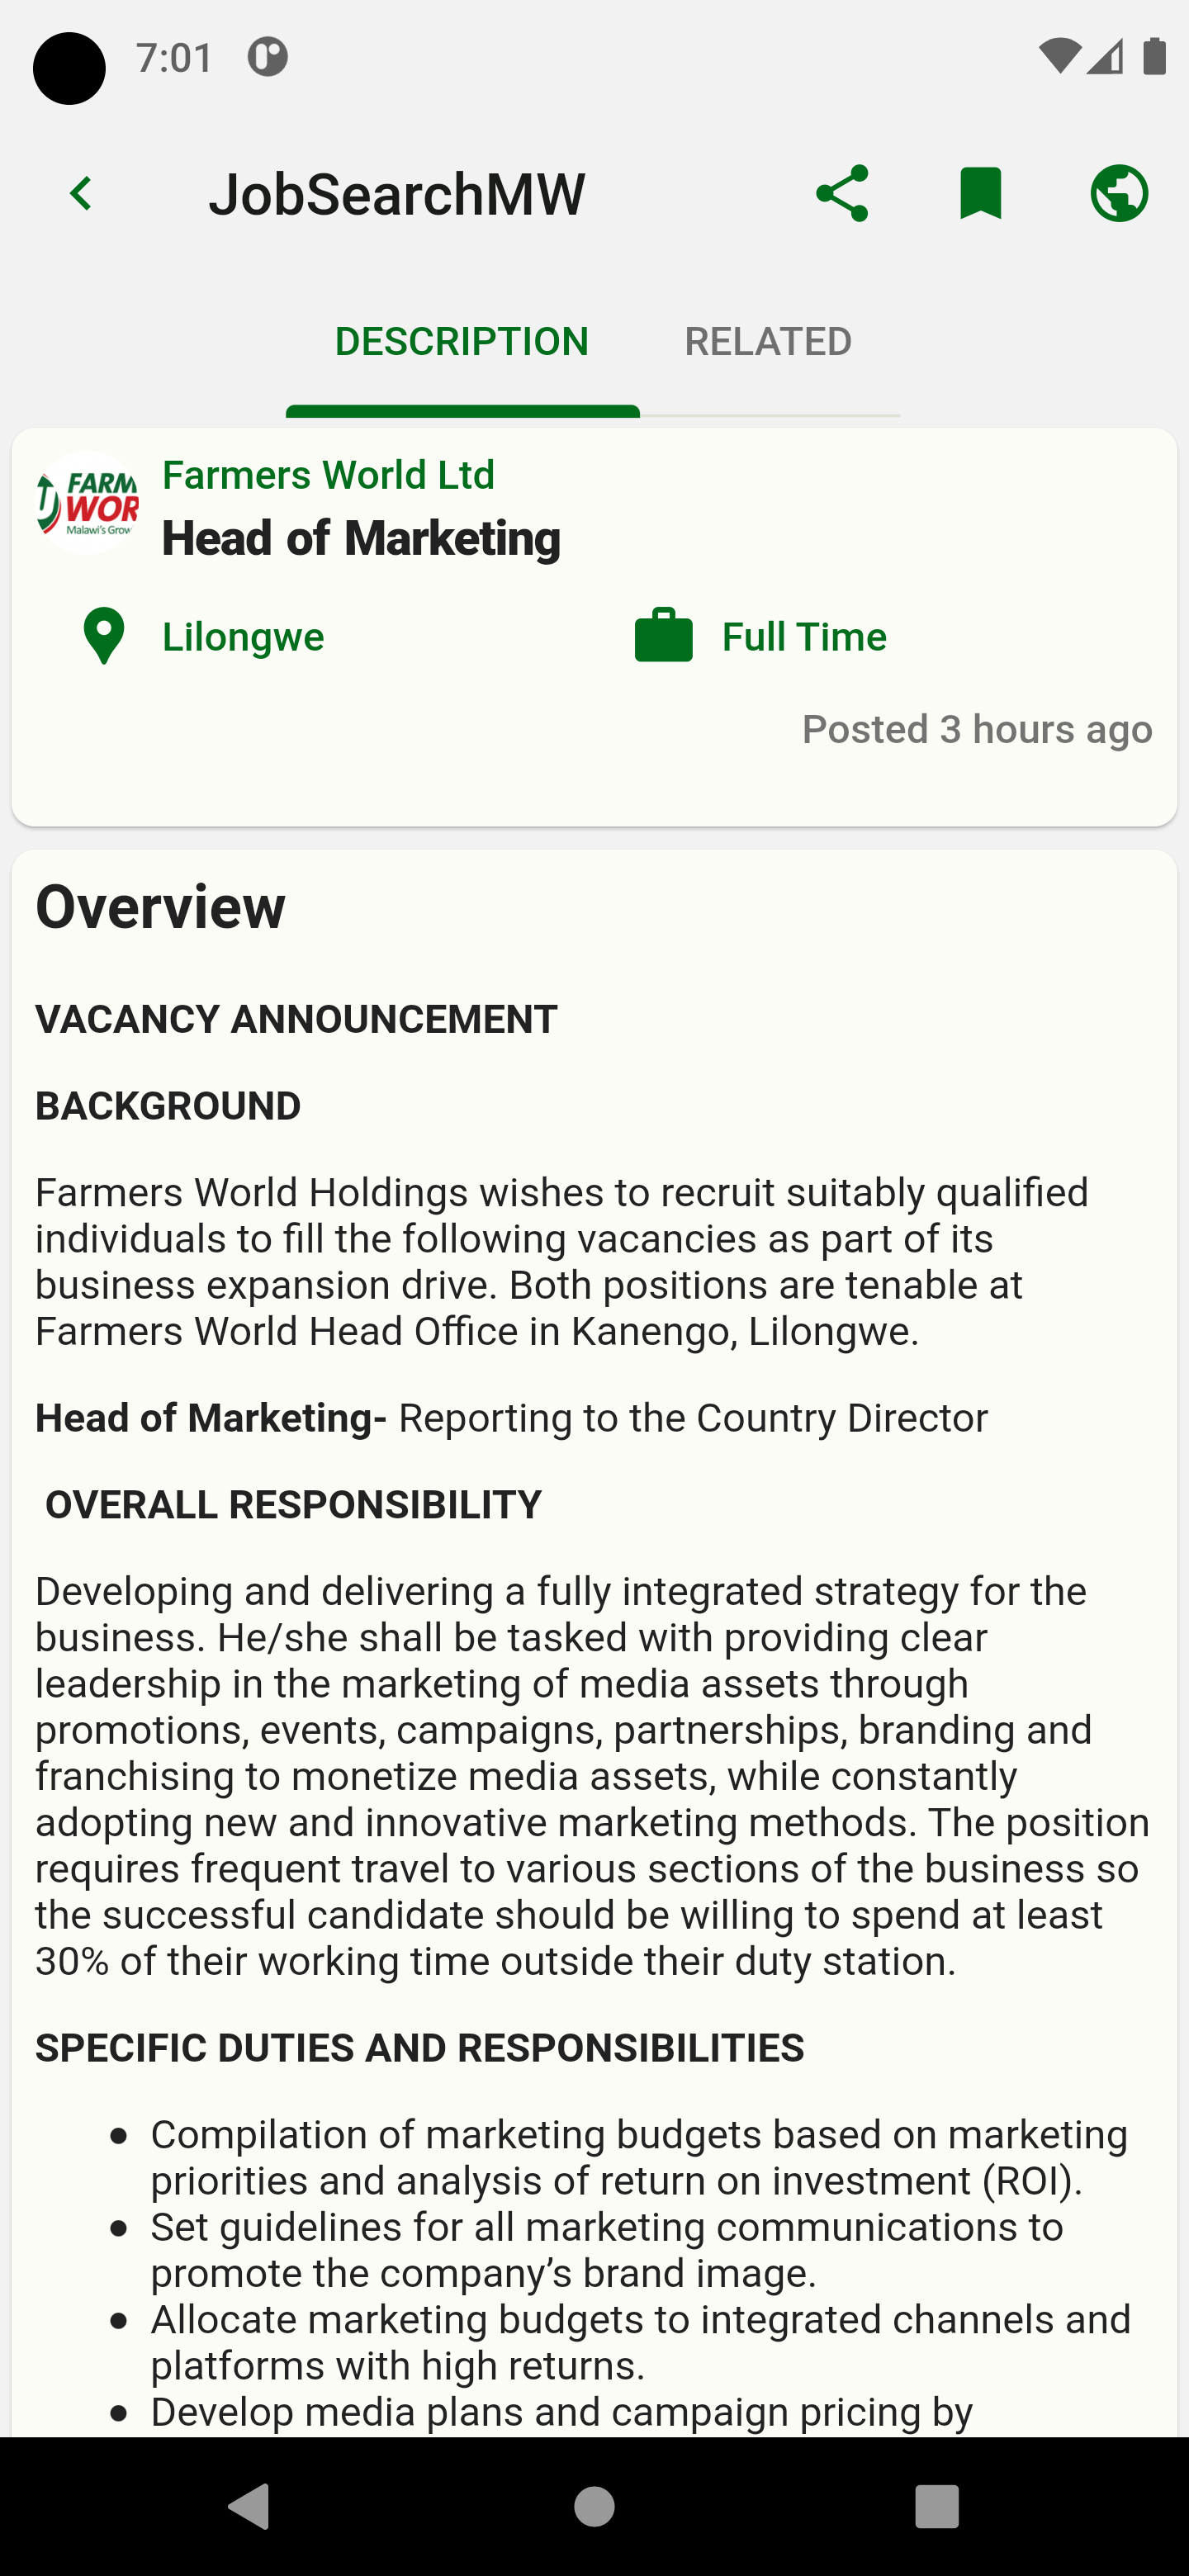 7:01
JobSearchMW
DESCRIPTION RELATED
FARM
WOR
Malawi's Grow
Farmers World Ltd
Head of Marketing
Lilongwe
Full Time
Posted 3 hours ago
Overview
VACANCY ANNOUNCEMENT
BACKGROUND
Farmers World Holdings wishes to recruit suitably qualified
individuals to fill the following vacancies as part of its
business expansion drive. Both positions are tenable at
Farmers World Head Office in Kanengo, Lilongwe.
Head of Marketing- Reporting to the Country Director
OVERALL RESPONSIBILITY
Developing and delivering a fully integrated strategy for the
business. He/she shall be tasked with providing clear
leadership in the marketing of media assets through
promotions, events, campaigns, partnerships, branding and
franchising to monetize media assets, while constantly
adopting new and innovative marketing methods. The position
requires frequent travel to various sections of the business so
the successful candidate should be willing to spend at least
30% of their working time outside their duty station.
SPECIFIC DUTIES AND RESPONSIBILITIES
• Compilation of marketing budgets based on marketing
priorities and analysis of return on investment (ROI).
• Set guidelines for all marketing communications to
promote the company’s brand image.
• Allocate marketing budgets to integrated channels and
platforms with high returns.
• Develop media plans and campaign pricing by